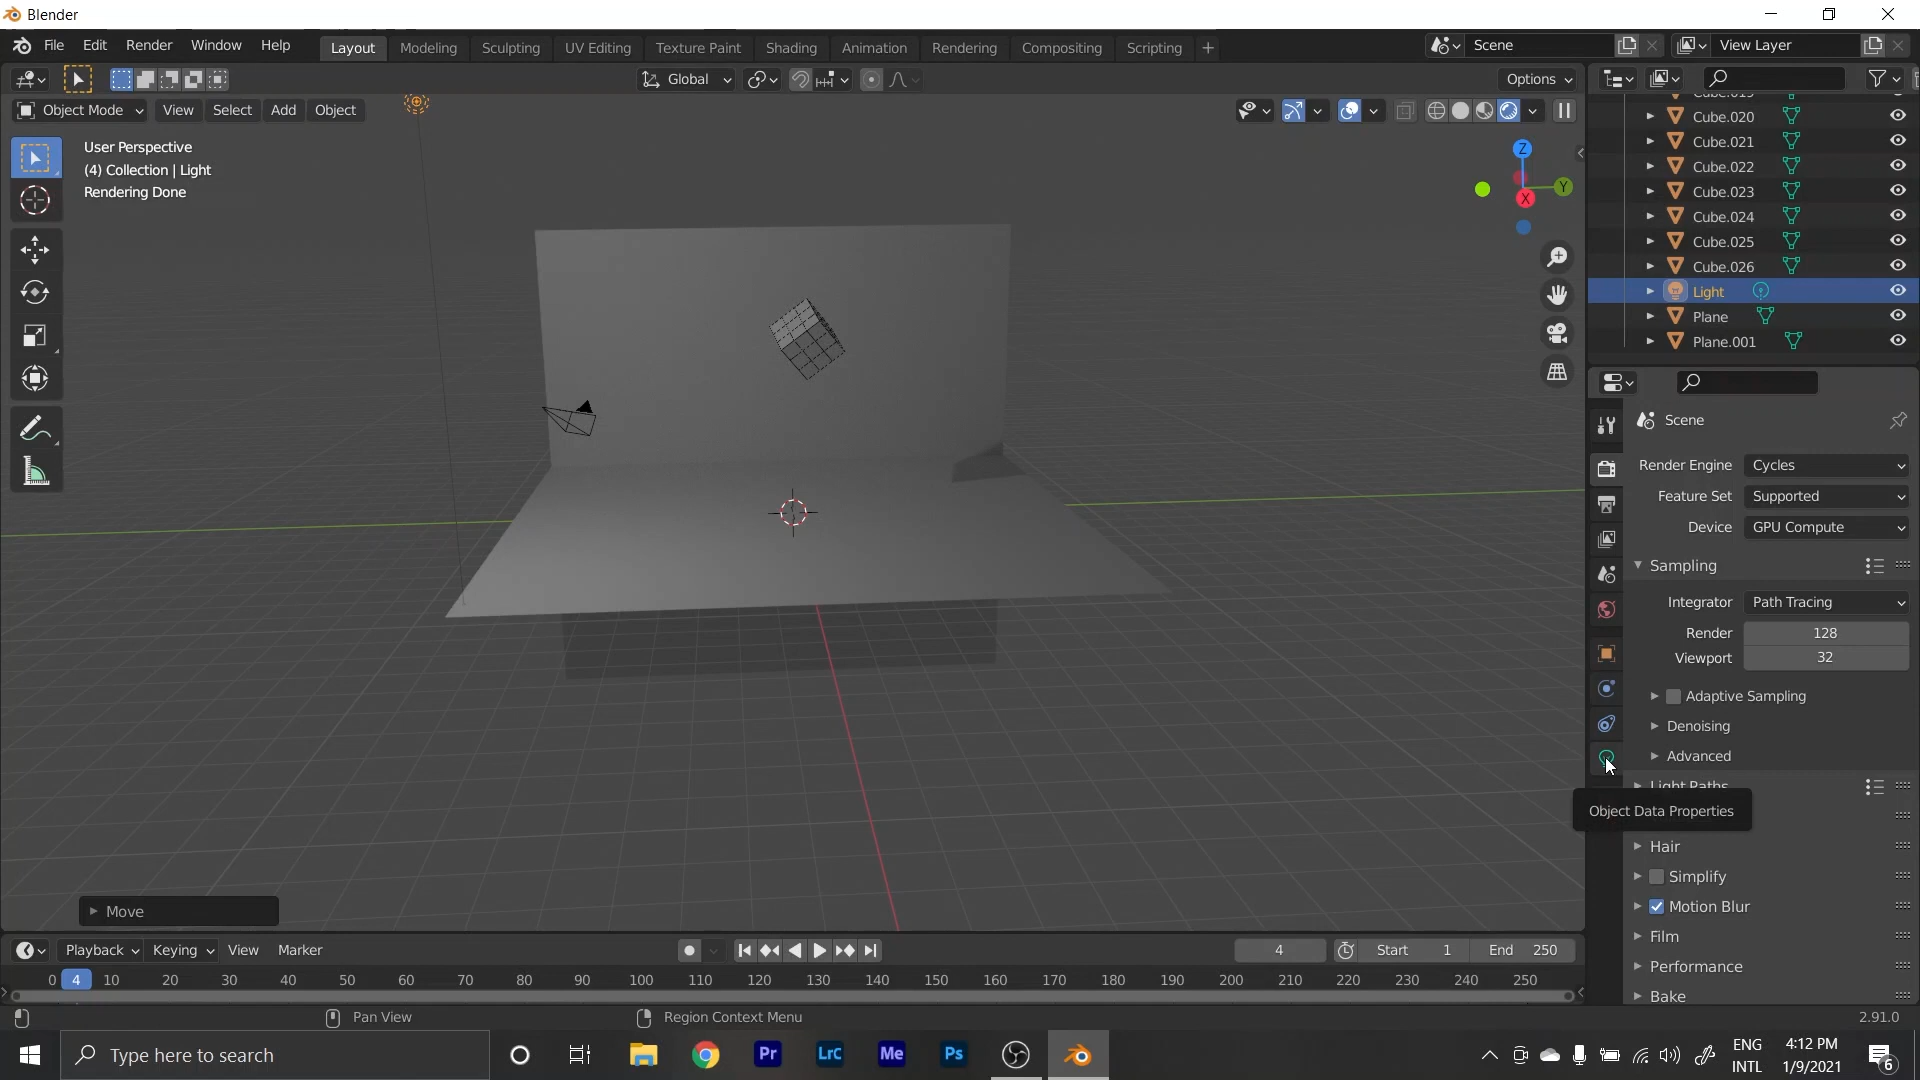 Blender
File Edit Render Window Help Layout Modeling Sculpting UV Editing Texture Paint Shading Animation Rendering Compositing Scripting + Scene View Layer
Global Options
Object Mode View Select Add Object
User Perspective
(4) Collection | Light
Rendering Done
Z
Y
X
Cube.019
Cube.020
Cube.021
Cube.022
Cube.023
Cube.024
Cube.025
Cube.026
Light
Plane
Plane.001
Scene
Render Engine Cycles
Feature Set Supported
Device GPU Compute
Sampling
Integrator Path Tracing
Render 128
Viewport 32
Adaptive Sampling
Denoising
Advanced
Light Paths
Object Data Properties
Hair
Simplify
Motion Blur
Film
Performance
Bake
Move
Playback Keying View Marker 4 Start 1 End 250
0 4 10 20 30 40 50 60 70 80 90 100 110 120 130 140 150 160 170 180 190 200 210 220 230 240 250
Pan View Region Context Menu 2.91.0
Type here to search
Pr LrC Me Ps
ENG
INTL
4:12 PM
1/9/2021
6